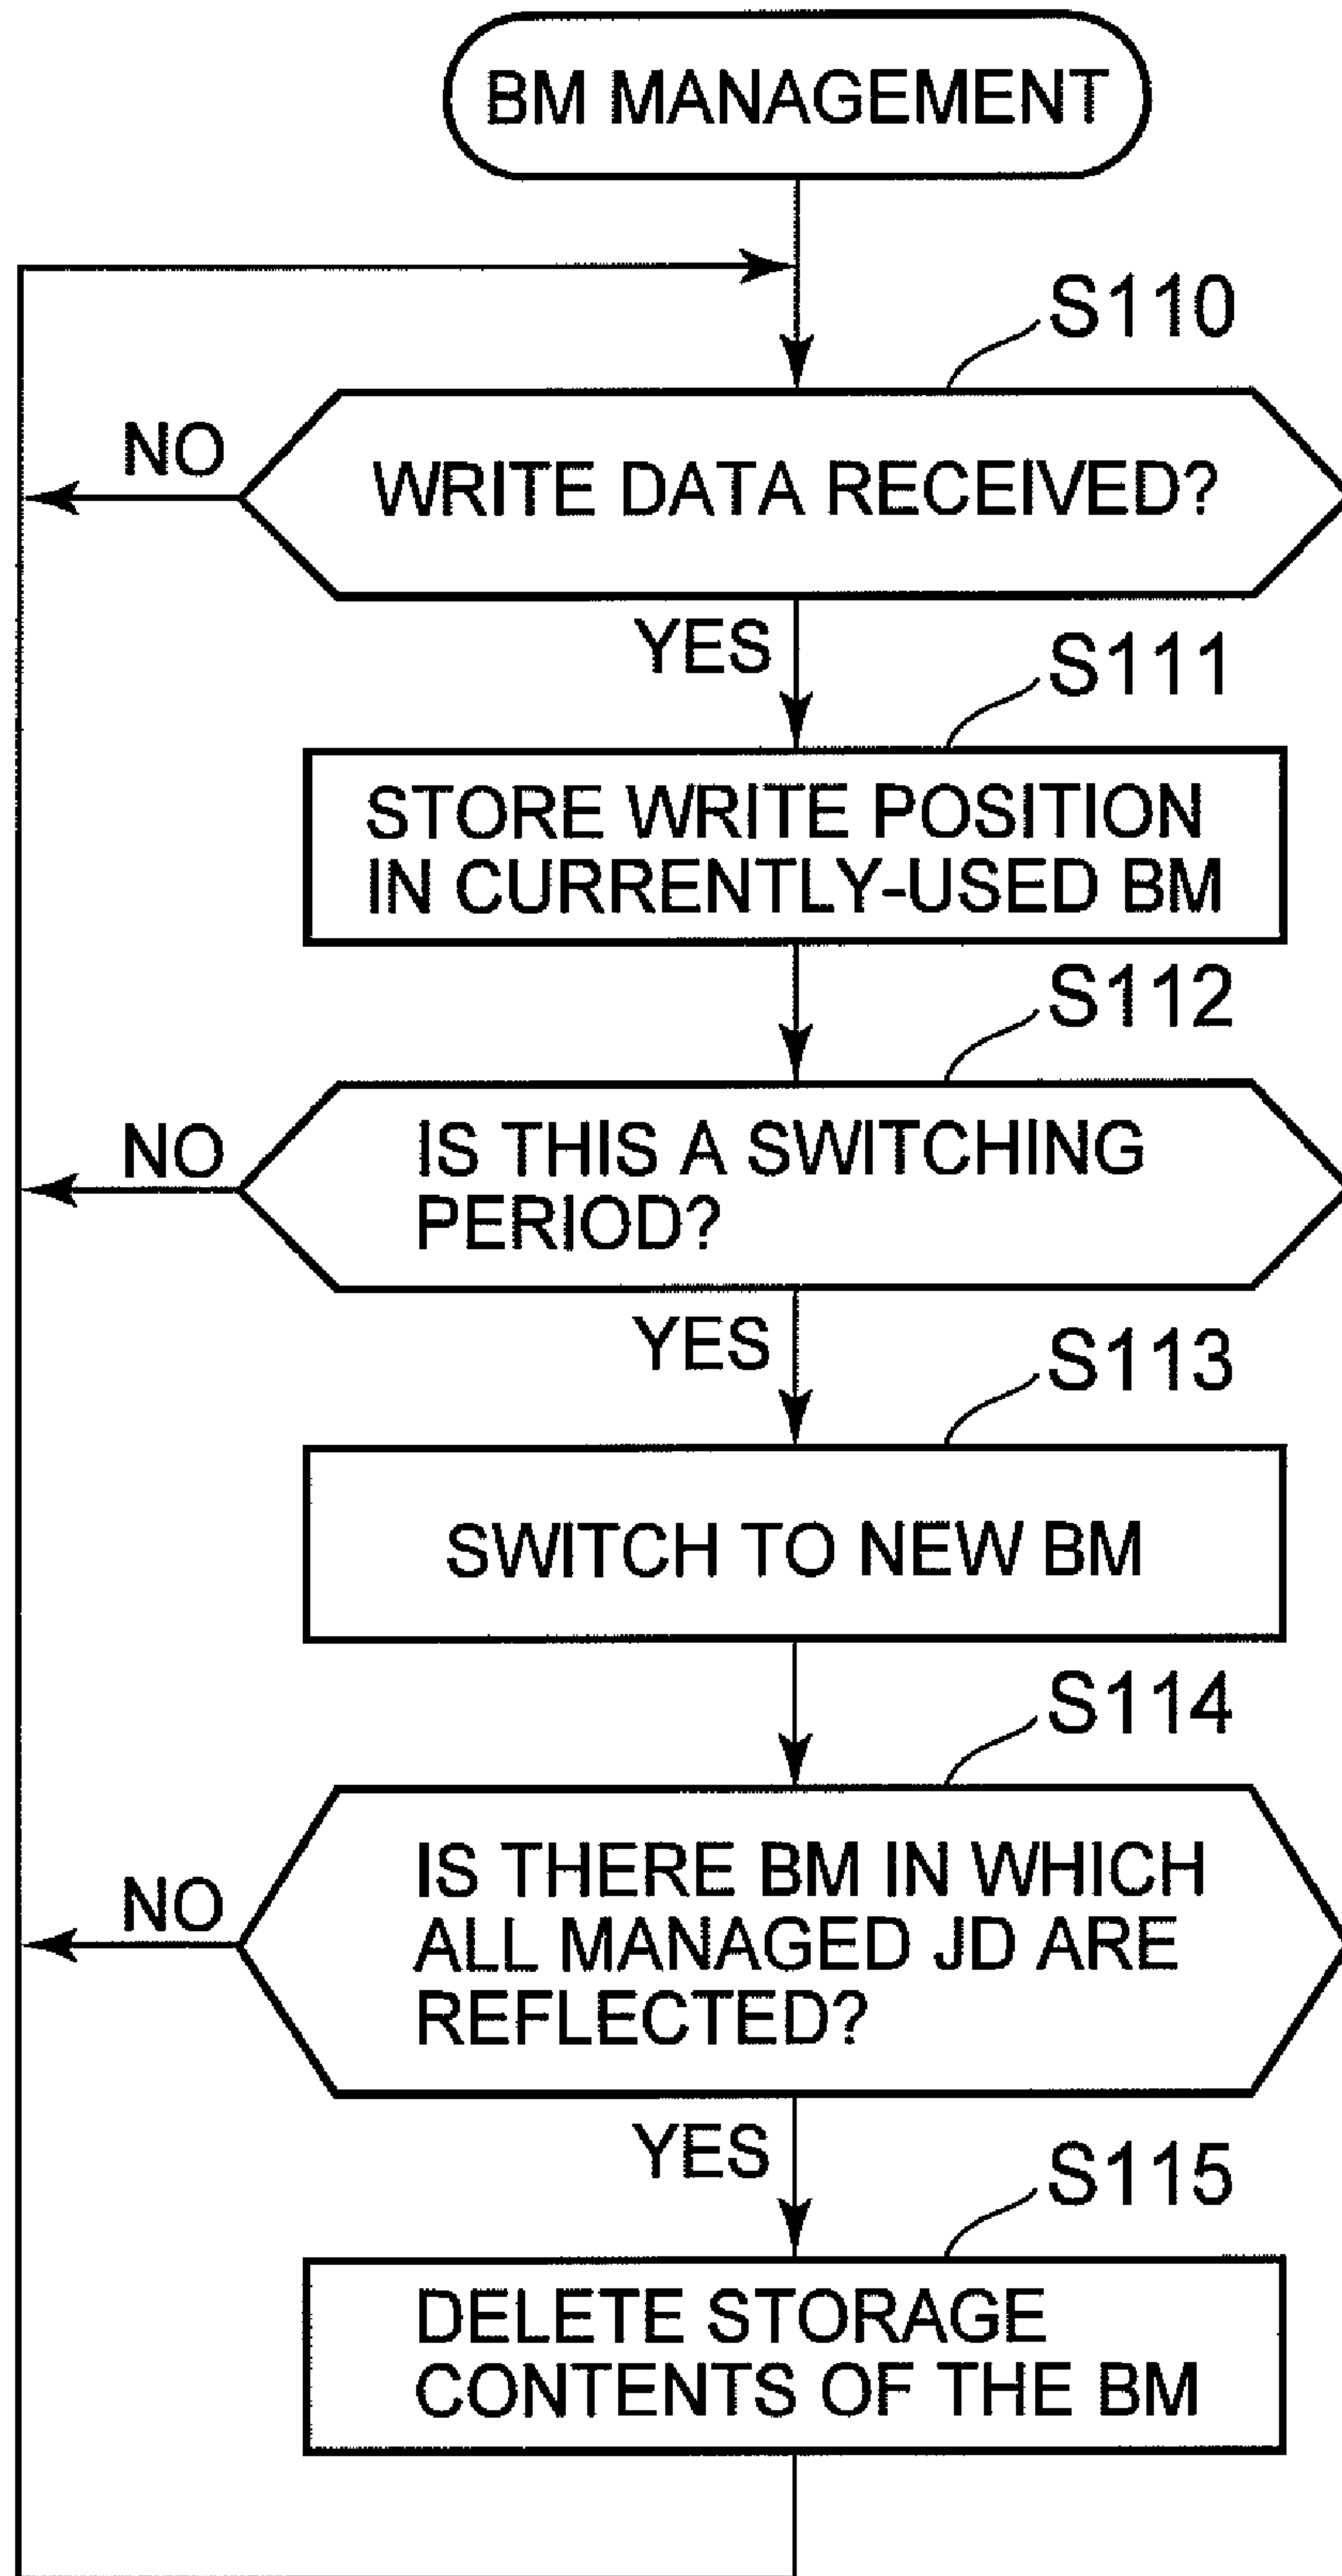 BM MANAGEMENT
S110
NO
WRITE DATA RECEIVED?
YES
S111
STORE WRITE POSITION
IN CURRENTLY-USED BM
S112
NO
IS THIS A SWITCHING
PERIOD?
YES
S113
SWITCH TO NEW BM
S114
NO
IS THERE BM IN WHICH
ALL MANAGED JD ARE
REFLECTED?
YES
S115
DELETE STORAGE
CONTENTS OF THE BM